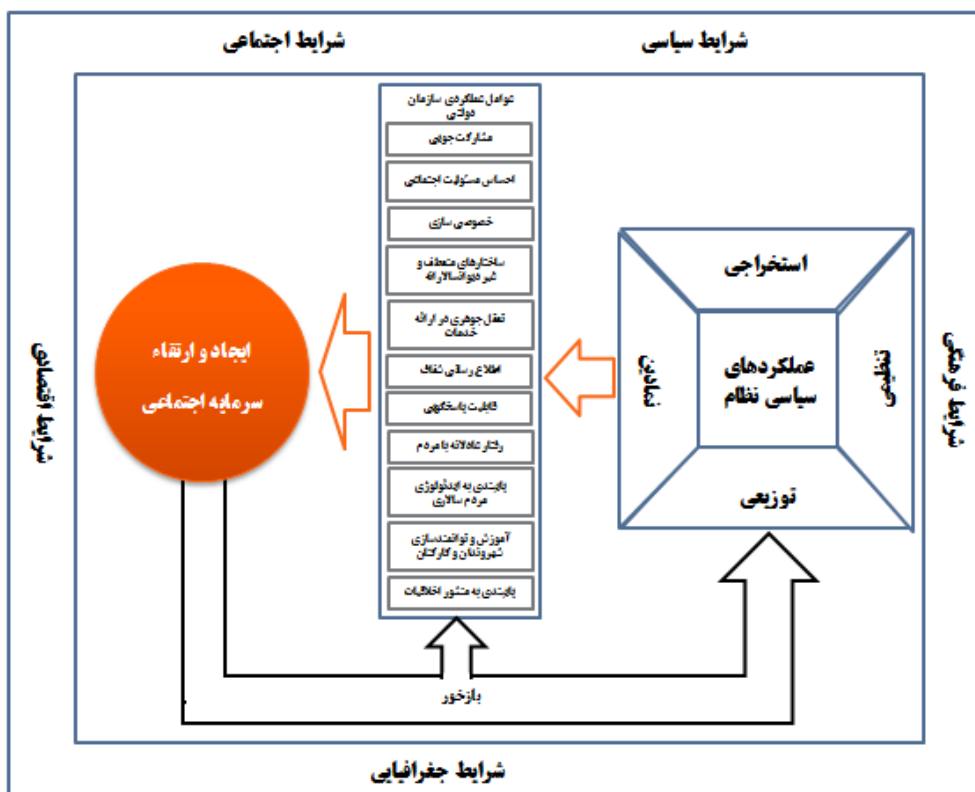 شرایط سیاسی
شرایط اجتماعی
شرایط فرهنگی
استخراجی
عملکردهای
سیاسی نظام
نمادین
توزیعی
عوامل عملکردی سازمان
دولتی
مشارکت جویی
احساس مسئولیت اجتماعی
خصوصی سازی
ساختارهای منعطف و
غیر دیوانسالارانه
تعقل جوهری در ارائه
خدمات
اطلاع رسانی شفاف
قابلیت پاسخگویی
رفتار عادلانه با مردم
پایبندی به ایدئولوژی
مردم سالاری
آموزش و توانمندسازی
شهروندان و کارکنان
پایبندی به منشور اخلاقیات
ایجاد و ارتقاء
سرمایه اجتماعی
شرایط اقتصادی
بازخور
شرایط جغرافیایی